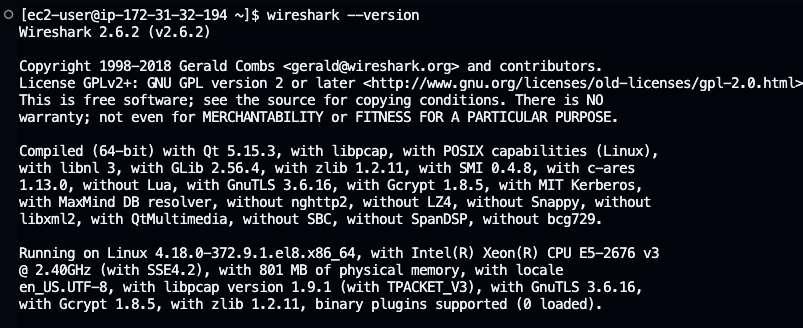 [ec2-user@ip-172-31-32-194 ~]$ wireshark --version
Wireshark 2.6.2 (v2.6.2)
Copyright 1998-2018 Gerald Combs <gerald@wireshark.org> and contributors.
License GPLv2+: GNU GPL version 2 or later <http://www.gnu.org/licenses/old-licenses/gpl-2.0.html>
This is free software; see the source for copying conditions. There is NO
warranty; not even for MERCHANTABILITY or FITNESS FOR A PARTICULAR PURPOSE.
Compiled (64-bit) with Qt 5.15.3, with libpcap, with POSIX capabilities (Linux),
with libnl 3, with GLib 2.56.4, with zlib 1.2.11, with SMI 0.4.8, with c-ares
1.13.0, without Lua, with GnuTLS 3.6.16, with Gcrypt 1.8.5, with MIT Kerberos,
with MaxMind DB resolver, without nghttp2, without LZ4, without Snappy, without
libxml2, with QtMultimedia, without SBC, without SpanDSP, without bcg729.
Running on Linux 4.18.0-372.9.1.el8.x86_64, with Intel(R) Xeon(R) CPU E5-2676 v3
@ 2.40GHz (with SSE4.2), with 801 MB of physical memory, with locale
en_US.UTF-8, with libpcap version 1.9.1 (with TPACKET_V3), with GnuTLS 3.6.16,
with Gcrypt 1.8.5, with zlib 1.2.11, binary plugins supported (0 loaded).